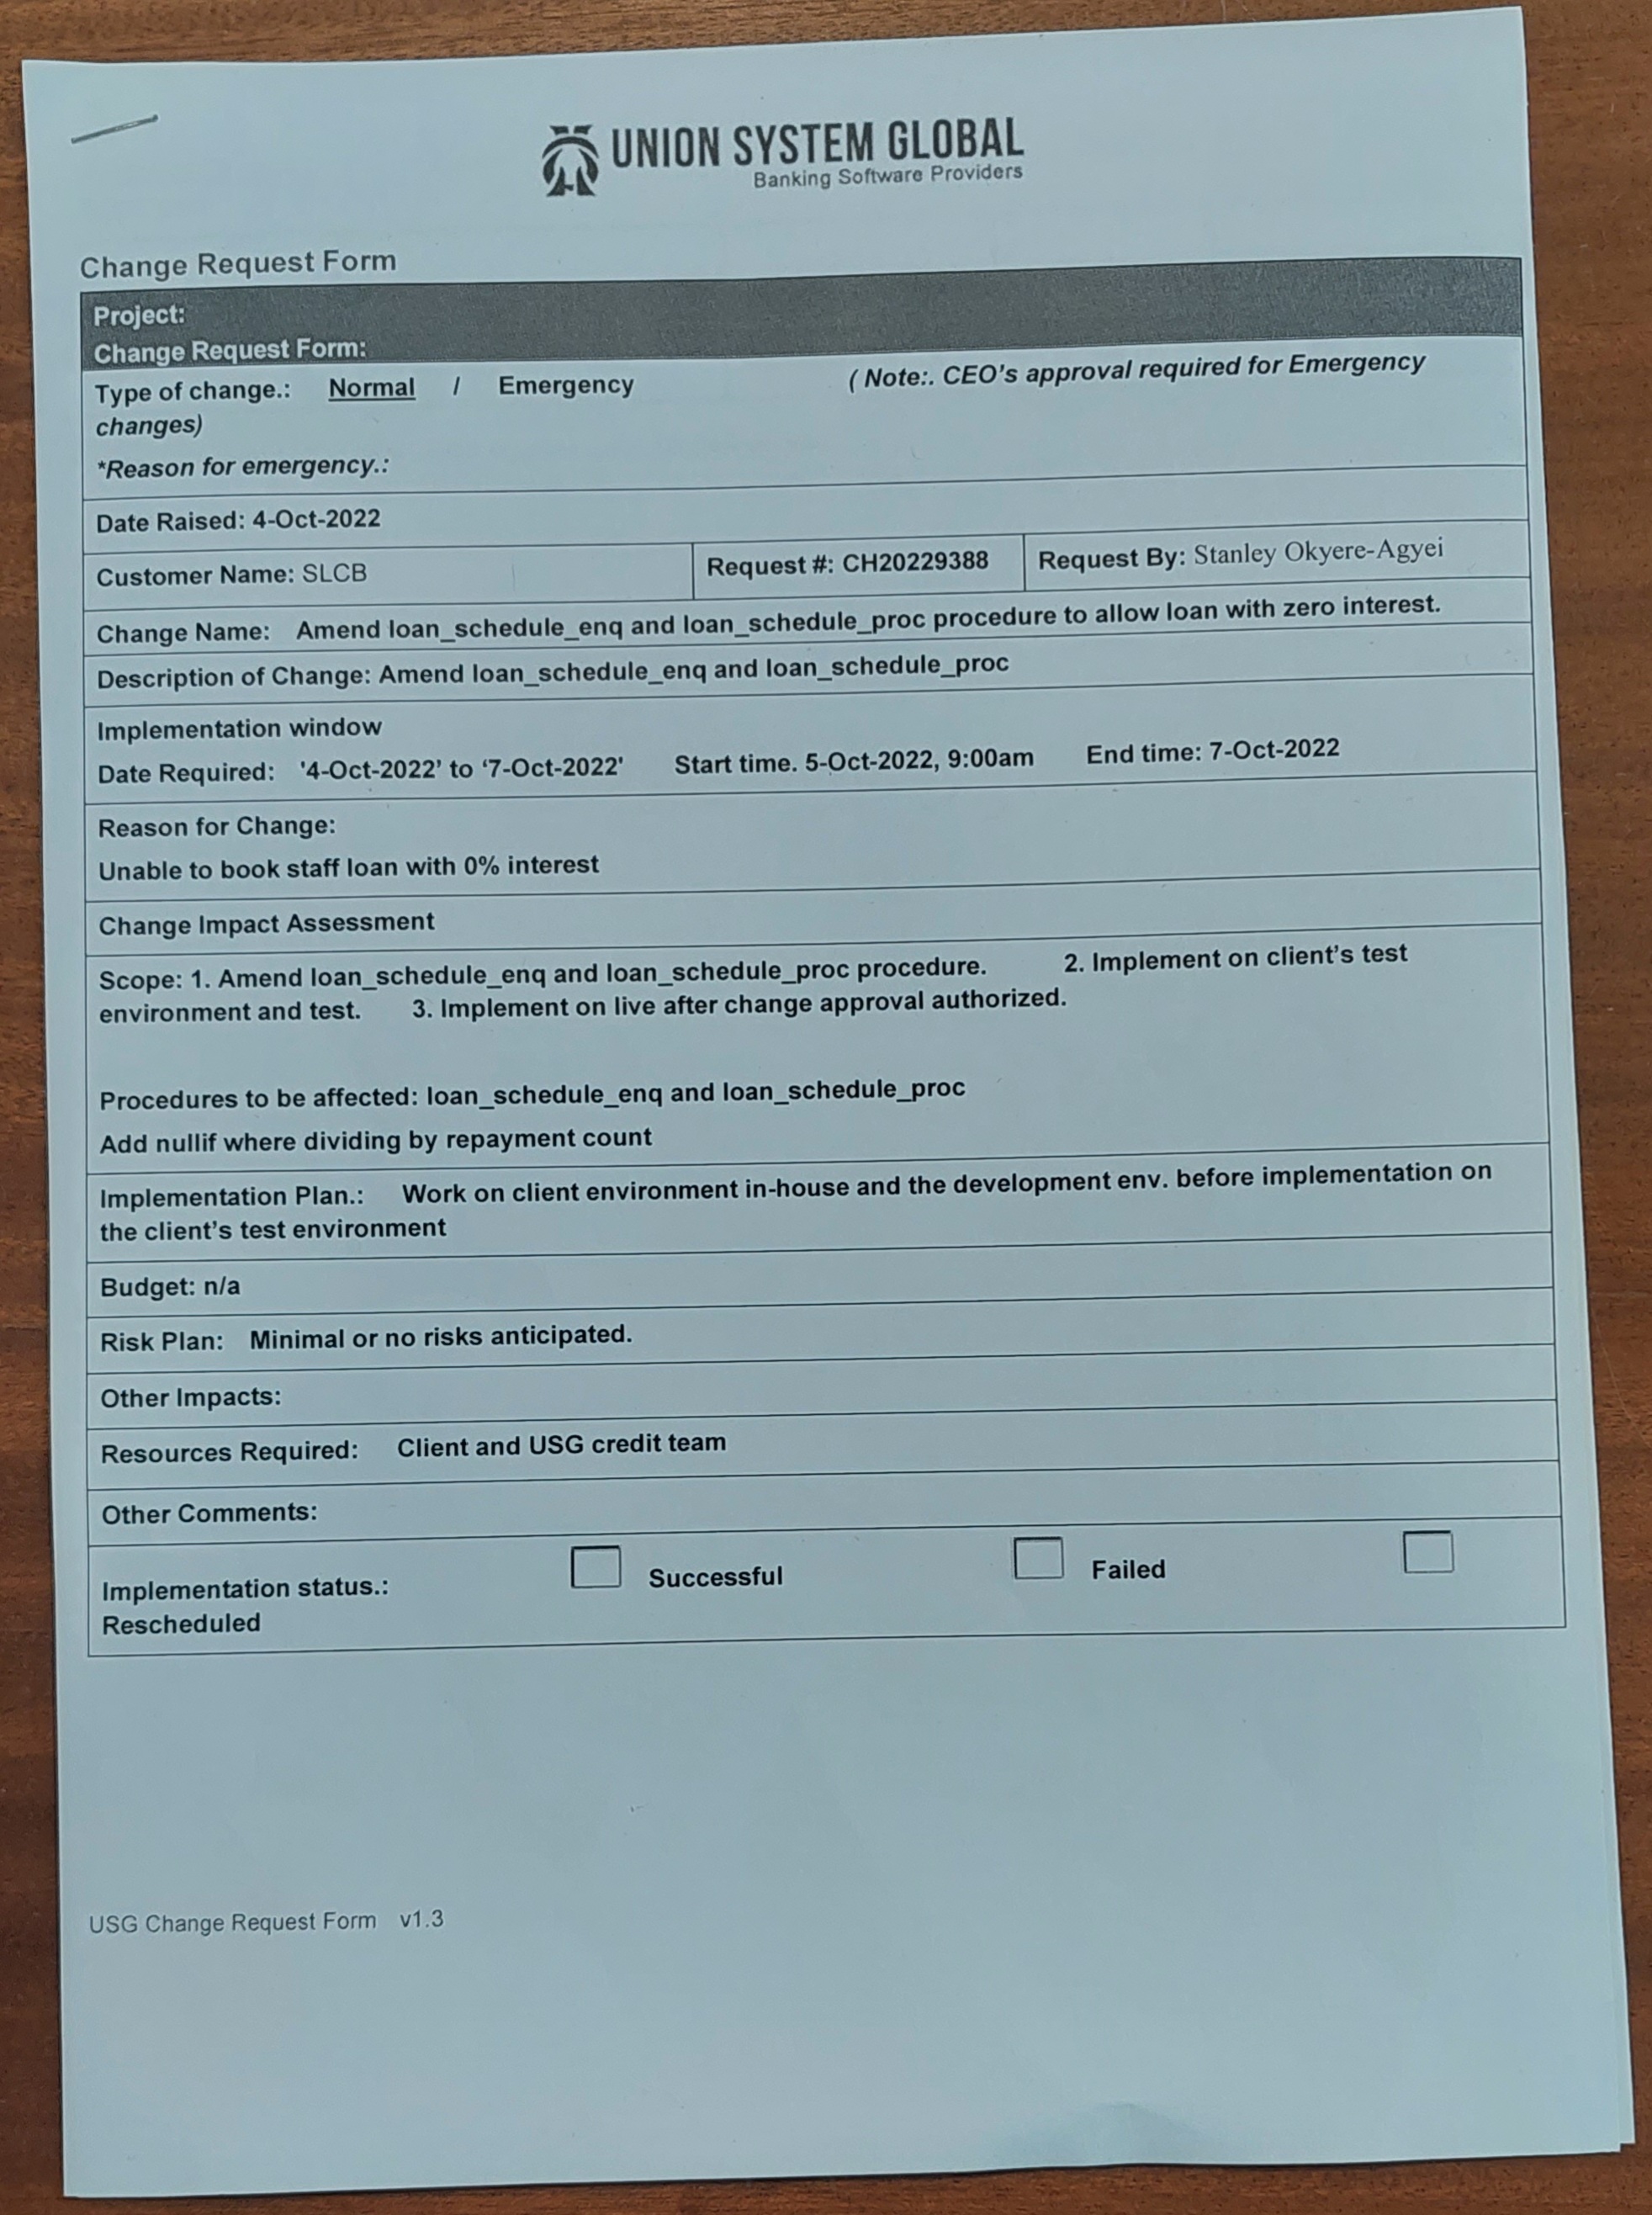 UNION SYSTEM GLOBAL
Banking Software Providers
Change Request Form
Project:
Change Request Form:
Type of change.: Normal / Emergency ( Note:. CEO's approval required for Emergency
changes)
*Reason for emergency.:
Date Raised: 4-Oct-2022
Customer Name: SLCB Request #: CH20229388 Request By: Stanley Okyere-Agyei
Change Name: Amend loan_schedule_enq and loan_schedule_proc procedure to allow loan with zero interest.
Description of Change: Amend loan_schedule_enq and loan_schedule_proc
Implementation window
Date Required: '4-Oct-2022’ to ‘7-Oct-2022' Start time. 5-Oct-2022, 9:00am End time: 7-Oct-2022
Reason for Change:
Unable to book staff loan with 0% interest
Change Impact Assessment
Scope: 1. Amend loan_schedule_enq and loan_schedule_proc procedure. 2. Implement on client’s test
environment and test. 3. Implement on live after change approval authorized.
Procedures to be affected: loan_schedule_enq and loan_schedule_proc
Add nullif where dividing by repayment count
Implementation Plan.: Work on client environment in-house and the development env. before implementation on
the client’s test environment
Budget: n/a
Risk Plan: Minimal or no risks anticipated.
Other Impacts:
Resources Required: Client and USG credit team
Other Comments:
Implementation status.: Successful Failed
Rescheduled
USG Change Request Form v1.3